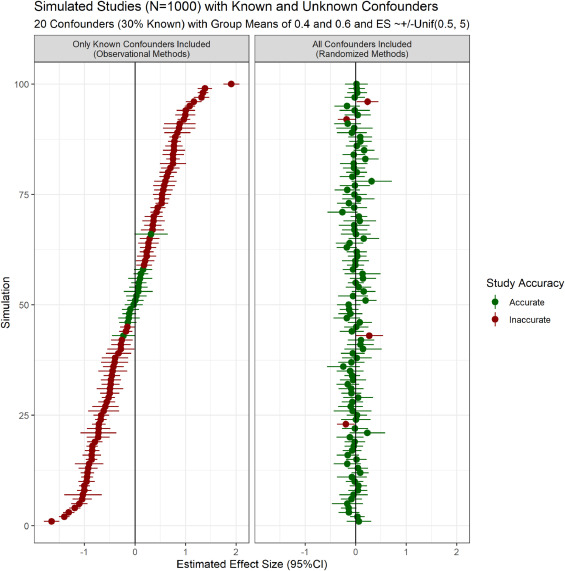 Simulated Studies (N=1000) with Known and Unknown Confounders
20 Confounders (30% Known) with Group Means of 0.4 and 0.6 and ES ~+/-Unif(0.5, 5)
Only Known Confounders Included
(Observational Methods)
All Confounders Included
(Randomized Methods)
100
75
50
25
0
Simulation
-1
0
1
2
-1
0
1
2
Estimated Effect Size (95%CI)
Study Accuracy
Accurate
Inaccurate